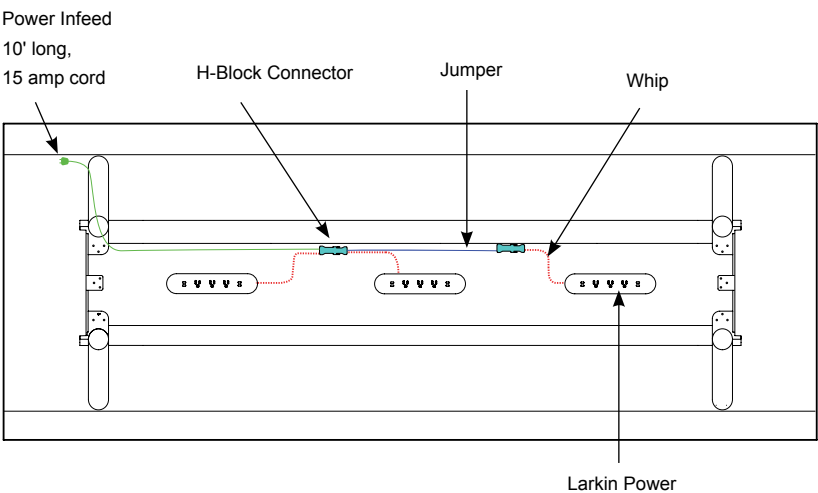 Power Infeed
10' long,
15 amp cord
H-Block Connector
Jumper
Whip
Larkin Power